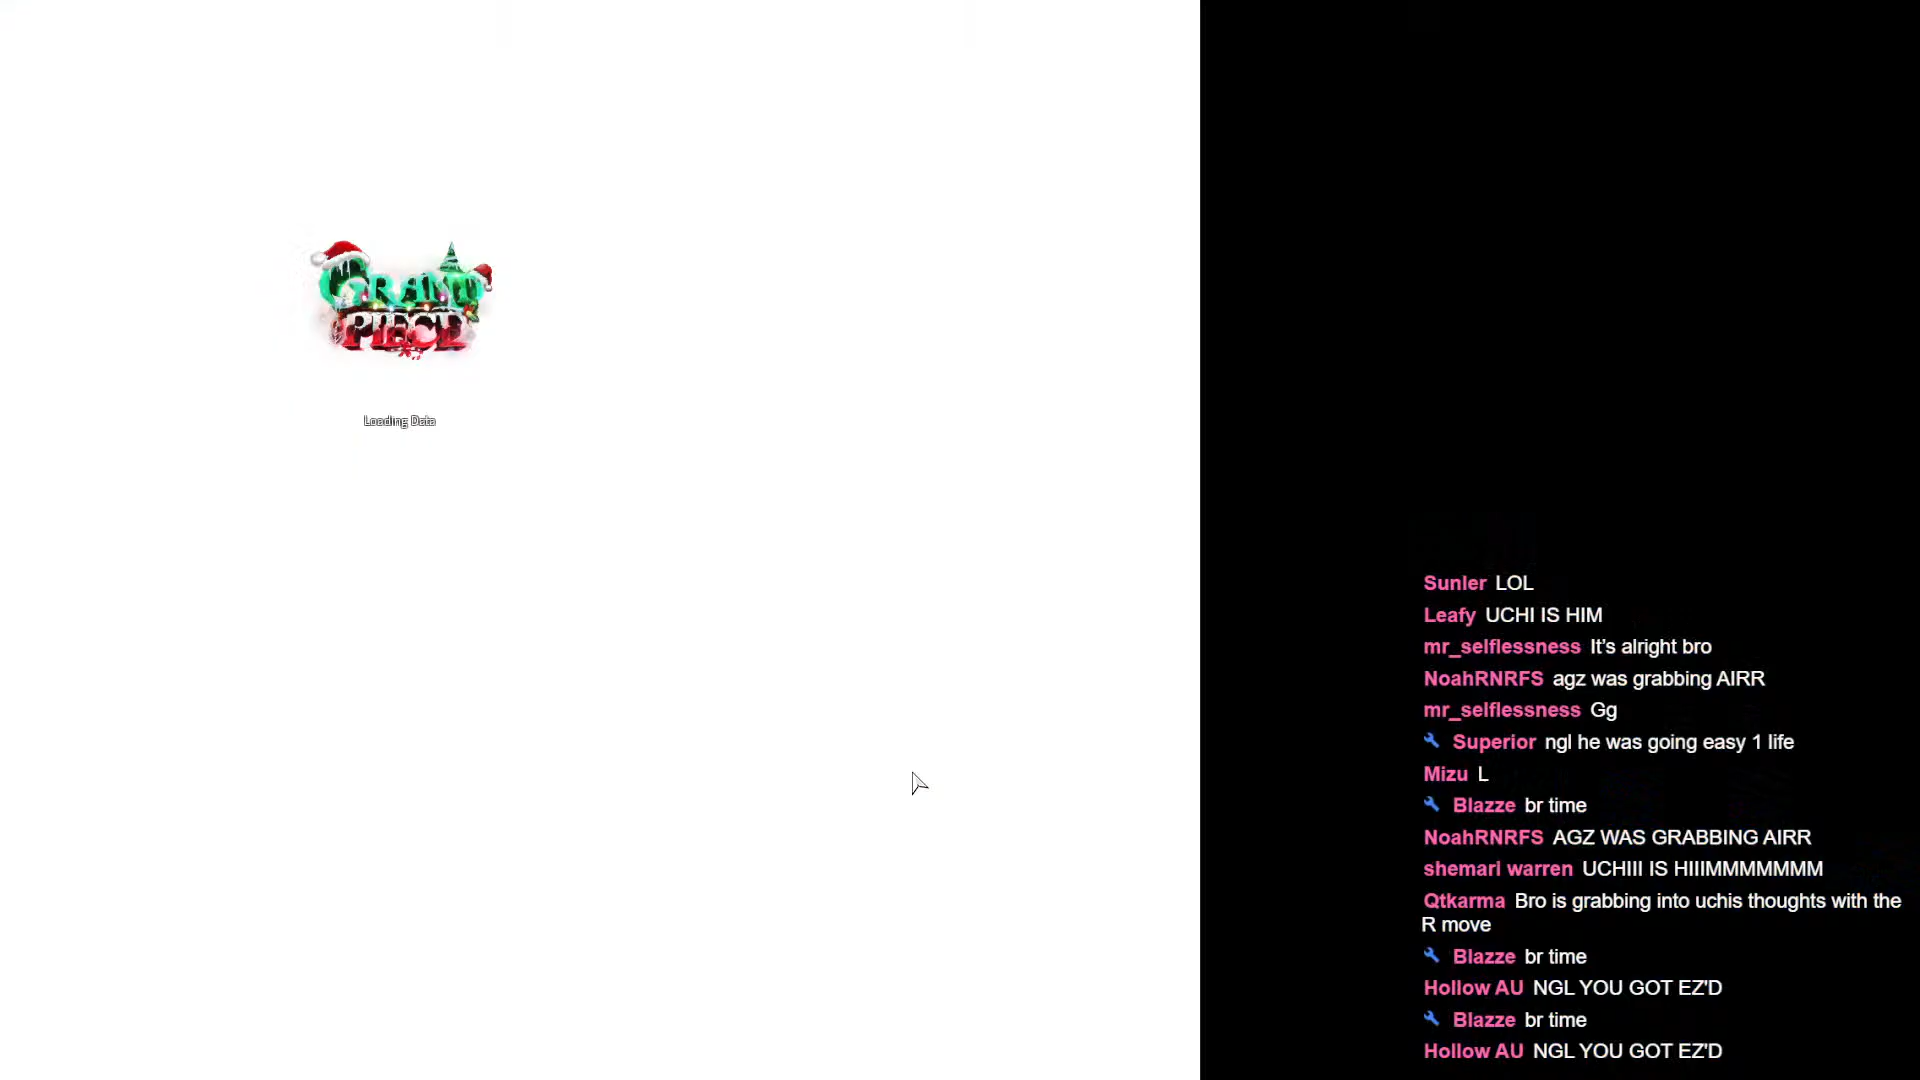 GRAND
PIECE
Loading Data
Sunler LOL
Leafy UCHI IS HIM
mr_selflessness It’s alright bro
NoahRNRFS agz was grabbing AIRR
mr_selflessness Gg
Superior ngl he was going easy 1 life
Mizu L
Blazze br time
NoahRNRFS AGZ WAS GRABBING AIRR
shemari warren UCHIII IS HIIIMMMMMMM
Qtkarma Bro is grabbing into uchis thoughts with the
R move
Blazze br time
Hollow AU NGL YOU GOT EZ'D
Blazze br time
Hollow AU NGL YOU GOT EZ'D